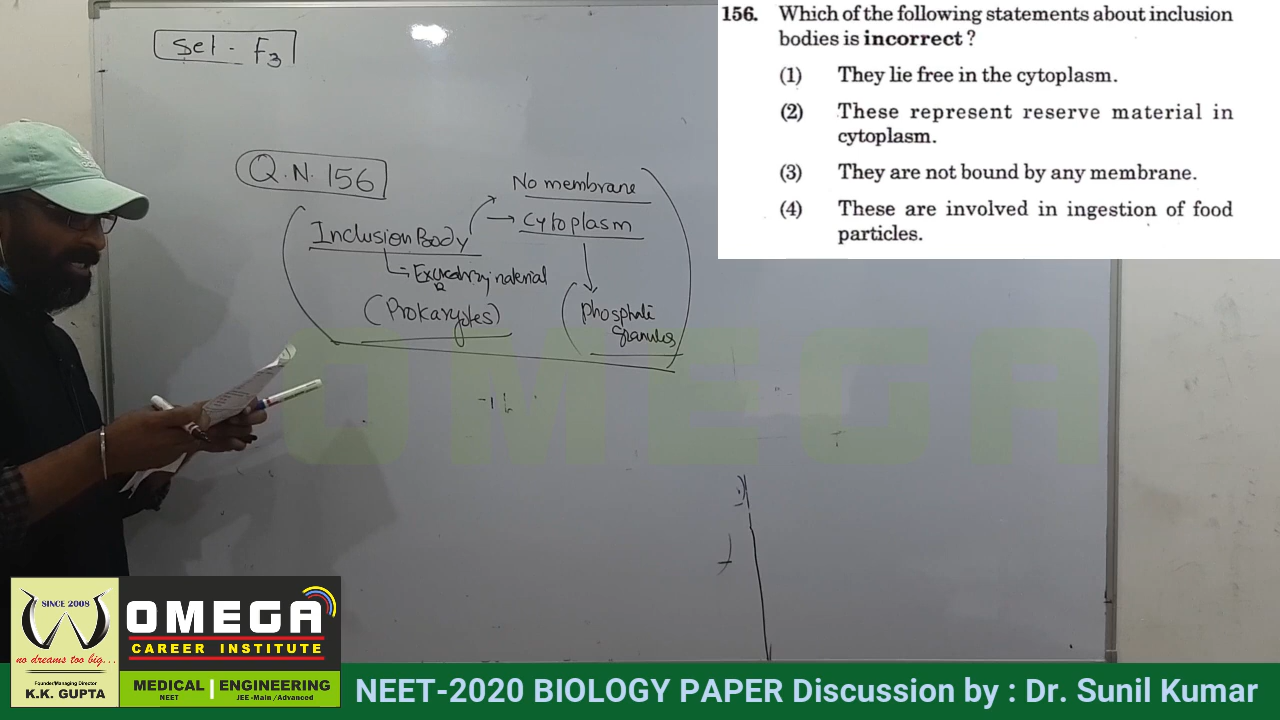 Set - F3
Q.N. 156
Inclusion Body
No membrane
Cytoplasm
material
(Prokaryotes)
granules
156. Which of the following statements about inclusion
bodies is incorrect ?
(1) They lie free in the cytoplasm.
(2) These represent reserve material in
cytoplasm.
(3) They are not bound by any membrane.
(4) These are involved in ingestion of food
particles.
OMEGA
SINCE 2008
no dreams too big...
Founder/Managing Director
K.K. GUPTA
OMEGA
CAREER INSTITUTE
MEDICAL | ENGINEERING
NEET JEE-Main /Advanced
NEET-2020 BIOLOGY PAPER Discussion by : Dr. Sunil Kumar